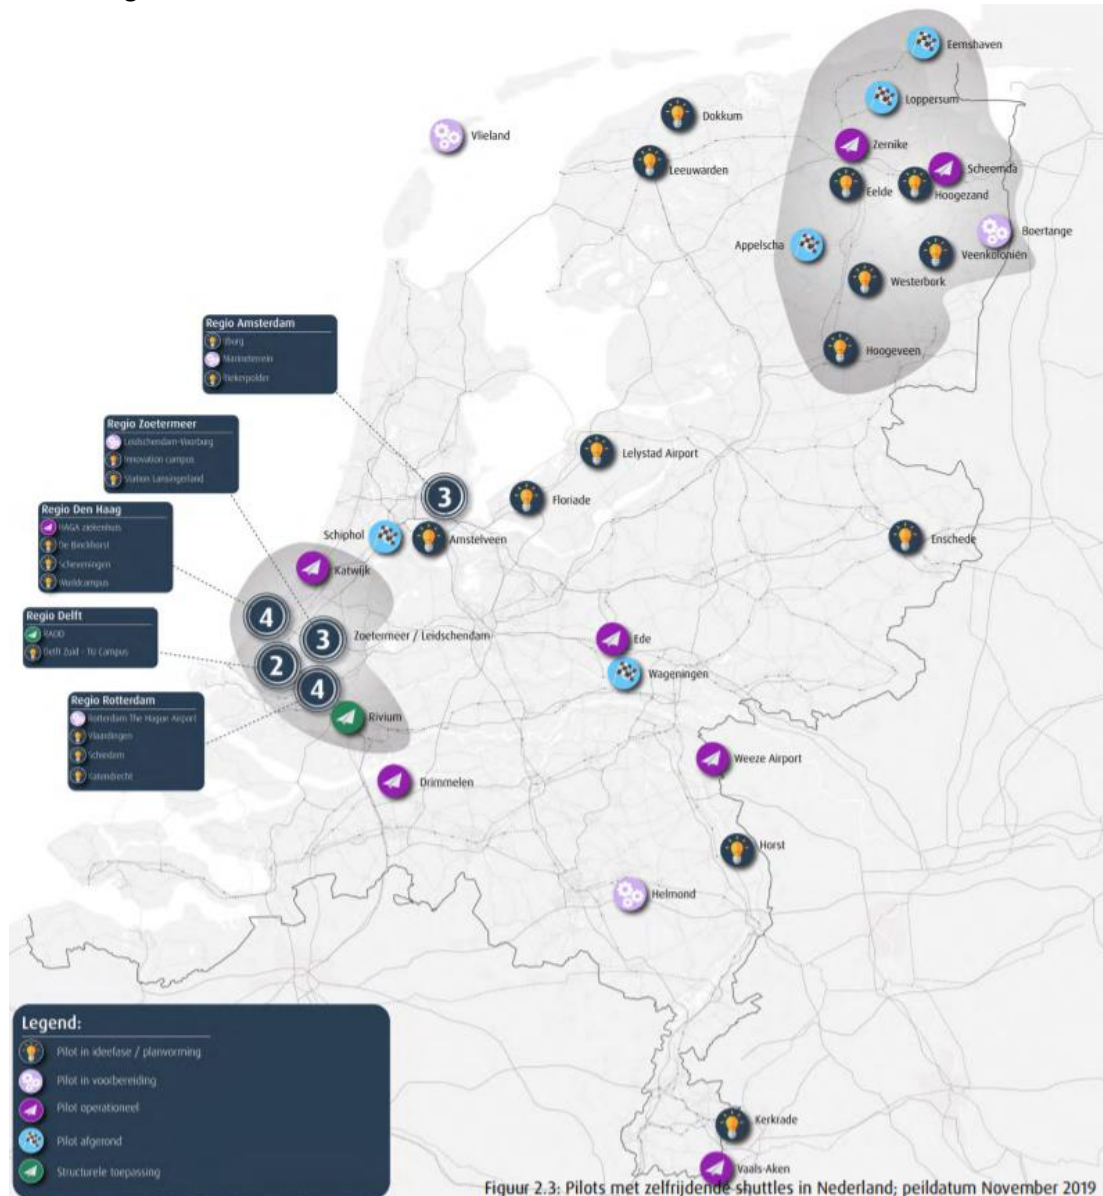 Eemshaven
Loppersum
Dokkum
Vlieland
Zernike
Leeuwarden
Scheemda
Eelde
Hoogezand
Boertange
Appelscha
Veenkoloniën
Westerbork
Hoogeveen
Regio Amsterdam
IJburg
Marineterrein
Riekerpolder
Regio Zoetermeer
Leidschendam-Voorburg
Innovation campus
Station Lansingerland
Lelystad Airport
3
Floriade
Regio Den Haag
HAGA ziekenhuis
De Binckhorst
Scheveningen
Worldcampus
Schiphol
Amstelveen
Enschede
Katwijk
4
3
Zoetermeer / Leidschendam
Ede
Regio Delft
RADD
Delft Zuid - TU Campus
2
Wageningen
4
Regio Rotterdam
Rotterdam The Hague Airport
Vlaardingen
Schiedam
Rivium
Weeze Airport
Drimmelen
Horst
Helmond
Legend:
Pilot in ideefase / planvorming
Pilot in voorbereiding
Pilot operationeel
Pilot afgerond
Structurele toepassing
Kerkrade
Vaals-Aken
Figuur 2.3: Pilots met zelfrijdende shuttles in Nederland; peildatum November 2019